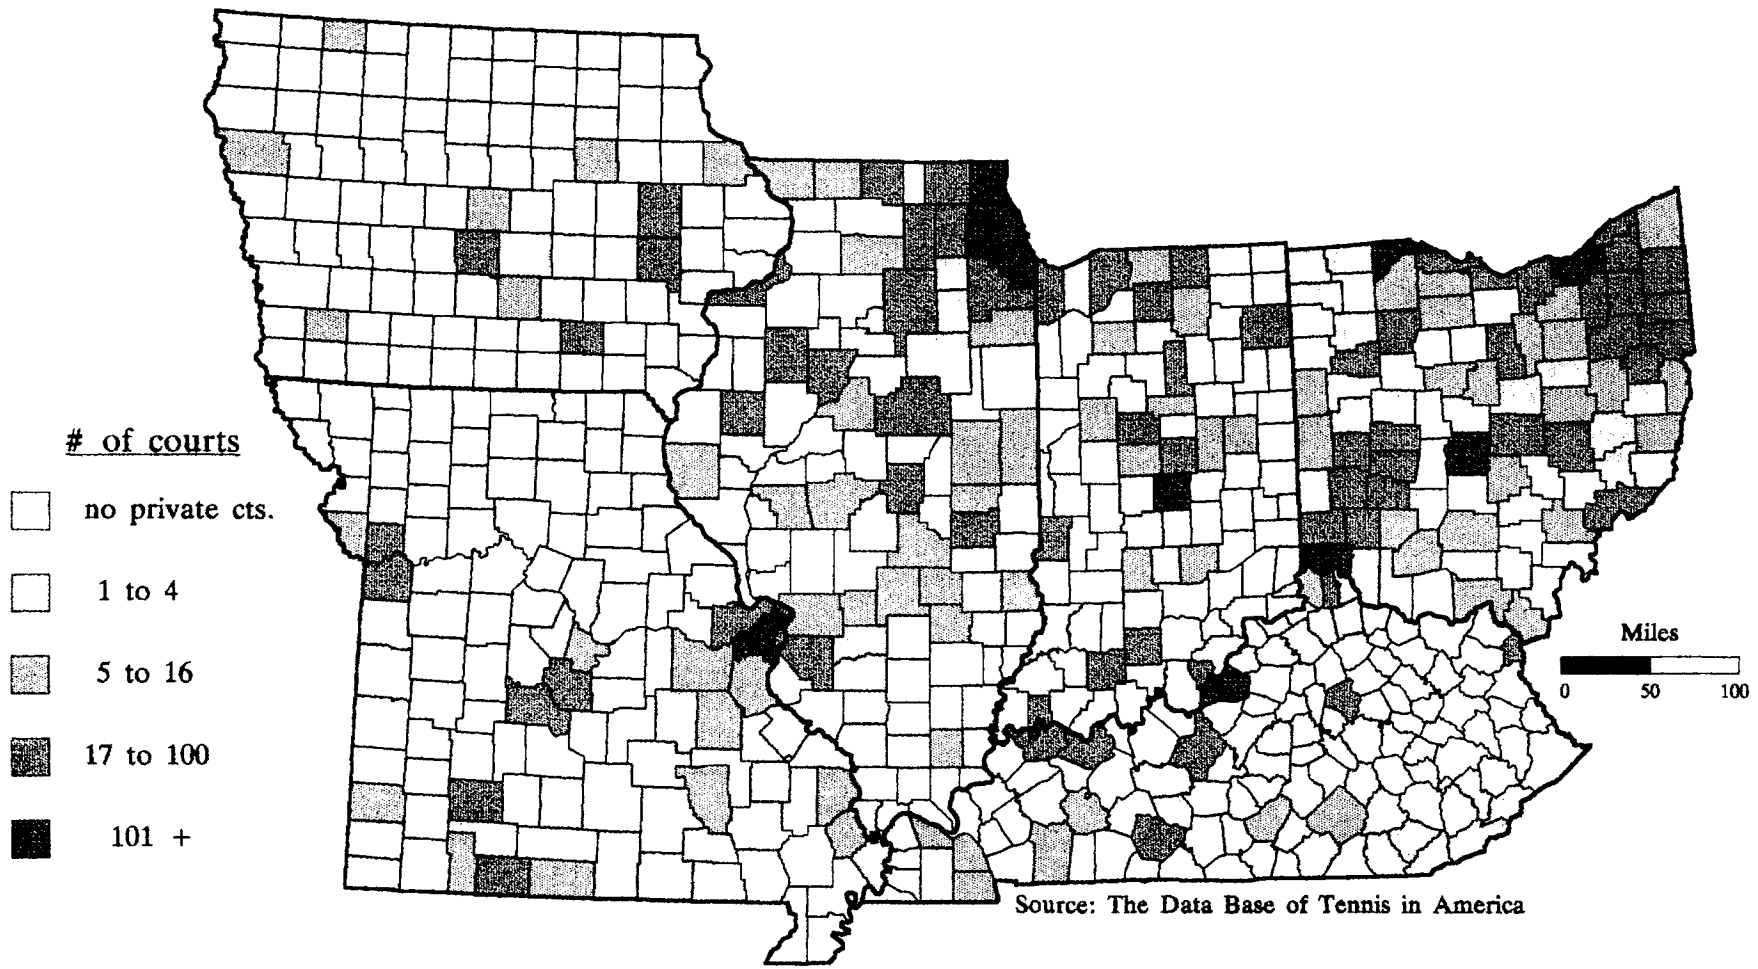 # of courts
no private cts.
1 to 4
5 to 16
17 to 100
101 +
Miles
0 50 100
Source: The Data Base of Tennis in America